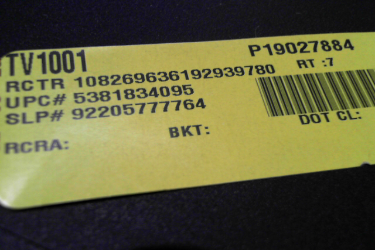 TV1001 P19027884
RCTR 108269636192939780 RT :7
UPC# 5381834095
SLP# 92205777764
DOT CL:
RCRA: BKT: